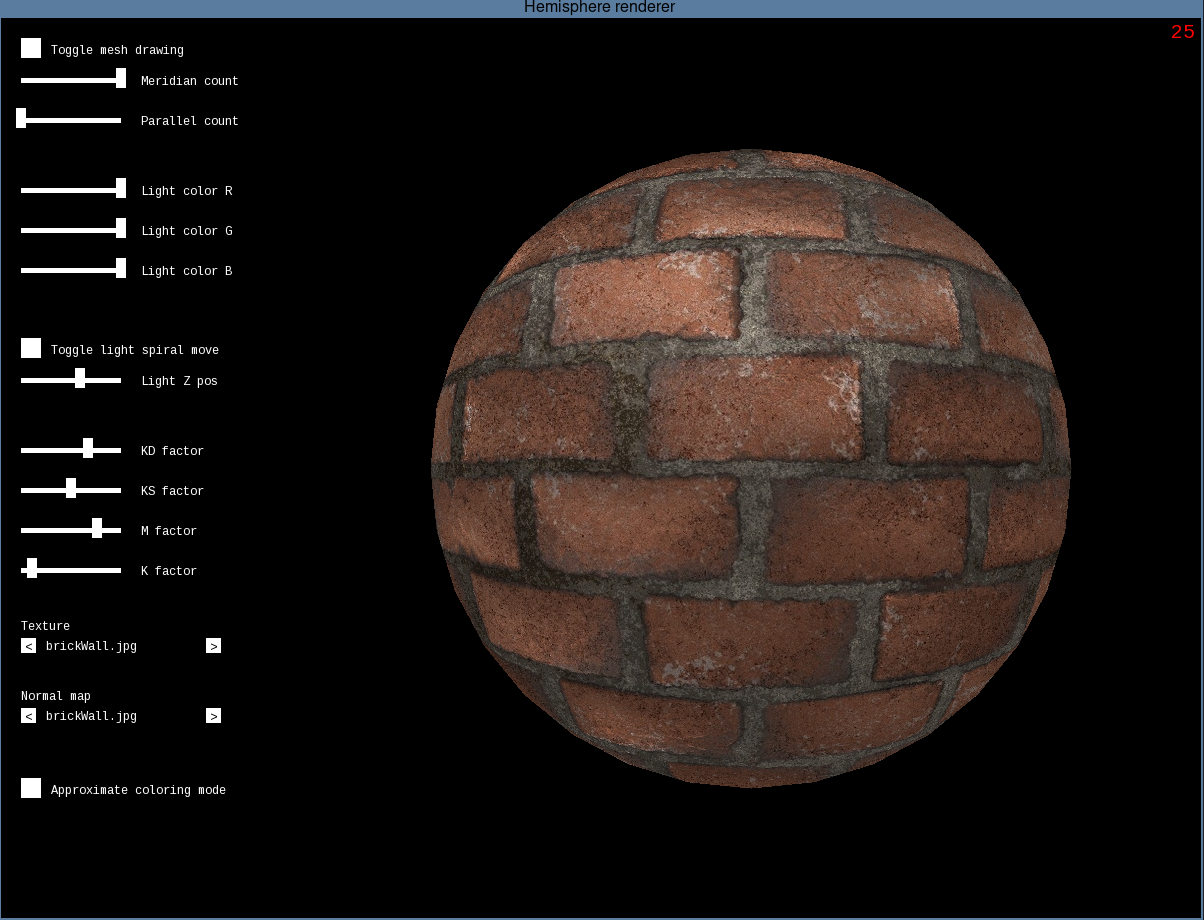 Hemisphere renderer
25
Toggle mesh drawing
Meridian count
Parallel count
Light color R
Light color G
Light color B
Toggle light spiral move
Light Z pos
KD factor
KS factor
M factor
K factor
Texture
< brickWall.jpg >
Normal map
< brickWall.jpg >
Approximate coloring mode